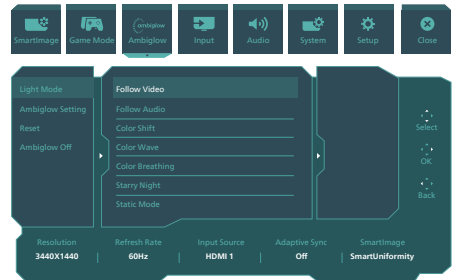 SmartImage
Game Mode
ambiglow
Ambiglow
Input
Audio
System
Setup
Close
Light Mode
Ambiglow Setting
Reset
Ambiglow Off
Follow Video
Follow Audio
Color Shift
Color Wave
Color Breathing
Starry Night
Static Mode
Select
OK
Back
Resolution Refresh Rate Input Source Adaptive Sync SmartImage
3440X1440 | 60Hz | HDMI 1 | Off | SmartUniformity